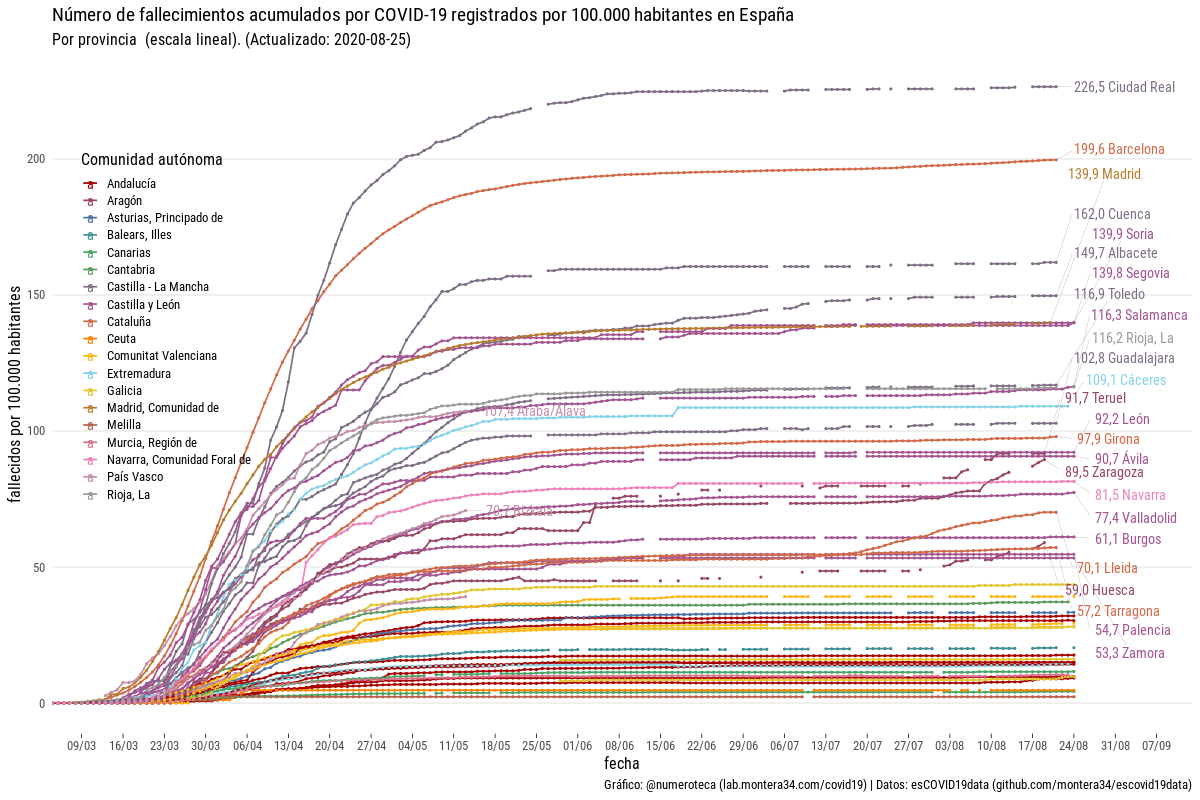 Número de fallecimientos acumulados por COVID-19 registrados por 100.000 habitantes en España
Por provincia (escala lineal). (Actualizado: 2020-08-25)
fallecidos por 100.000 habitantes
200
150
100
50
0
Comunidad autónoma
Andalucía
Aragón
Asturias, Principado de
Balears, Illes
Canarias
Cantabria
Castilla - La Mancha
Castilla y León
Cataluña
Ceuta
Comunitat Valenciana
Extremadura
Galicia
Madrid, Comunidad de
Melilla
Murcia, Región de
Navarra, Comunidad Foral de
País Vasco
Rioja, La
107,4 Araba/Álava
226,5 Ciudad Real
199,6 Barcelona
139,9 Madrid
162,0 Cuenca
139,9 Soria
149,7 Albacete
139,8 Segovia
116,9 Toledo
116,3 Salamanca
116,2 Rioja, La
102,8 Guadalajara
109,1 Cáceres
91,7 Teruel
92,2 León
97,9 Girona
90,7 Ávila
89,5 Zaragoza
81,5 Navarra
77,4 Valladolid
61,1 Burgos
70,1 Lleida
59,0 Huesca
57,2 Tarragona
54,7 Palencia
53,3 Zamora
09/03 16/03 23/03 30/03 06/04 13/04 20/04 27/04 04/05 11/05 18/05 25/05 01/06 08/06 15/06 22/06 29/06 06/07 13/07 20/07 27/07 03/08 10/08 17/08 24/08 31/08 07/09
fecha
Gráfico: @numeroteca (lab.montera34.com/covid19) | Datos: esCOVID19data (github.com/montera34/escovid19data)